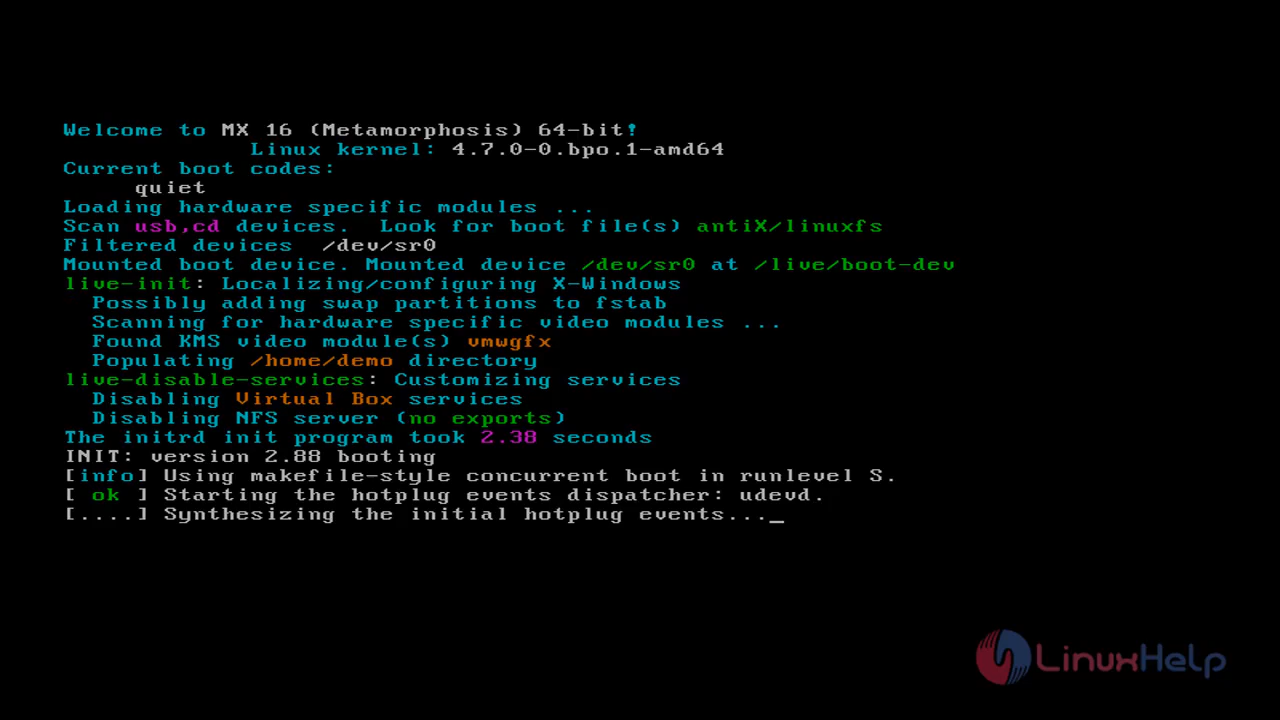 Welcome to MX 16 (Metamorphosis) 64-bit!
Linux kernel: 4.7.0-0.bpo.1-amd64
Current boot codes:
quiet
Loading hardware specific modules ...
Scan usb,cd devices.  Look for boot file(s) antiX/linuxfs
Filtered devices  /dev/sr0
Mounted boot device. Mounted device /dev/sr0 at /live/boot-dev
live-init: Localizing/configuring X-Windows
Possibly adding swap partitions to fstab
Scanning for hardware specific video modules ...
Found KMS video module(s) vmwgfx
Populating /home/demo directory
live-disable-services: Customizing services
Disabling Virtual Box services
Disabling NFS server (no exports)
The initrd init program took 2.38 seconds
INIT: version 2.88 booting
[info] Using makefile-style concurrent boot in runlevel S.
[ ok ] Starting the hotplug events dispatcher: udevd.
[....] Synthesizing the initial hotplug events..._
LinuxHelp